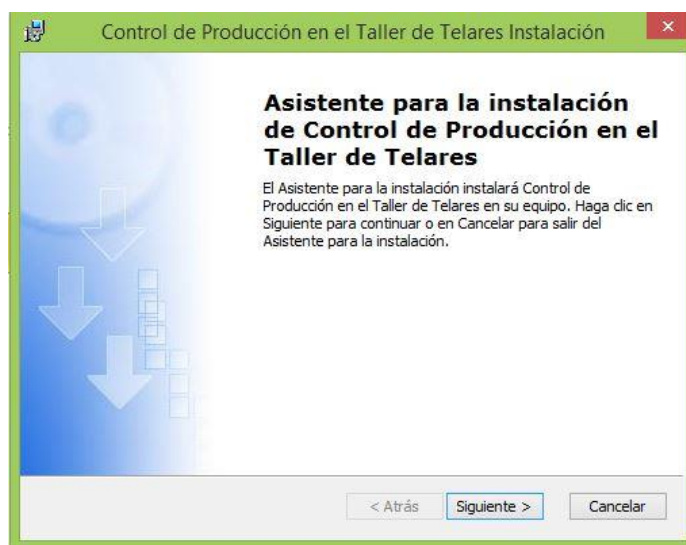 Control de Producción en el Taller de Telares Instalación
Asistente para la instalación
de Control de Producción en el
Taller de Telares
El Asistente para la instalación instalará Control de
Producción en el Taller de Telares en su equipo. Haga clic en
Siguiente para continuar o en Cancelar para salir del
Asistente para la instalación.
< Atrás Siguiente > Cancelar